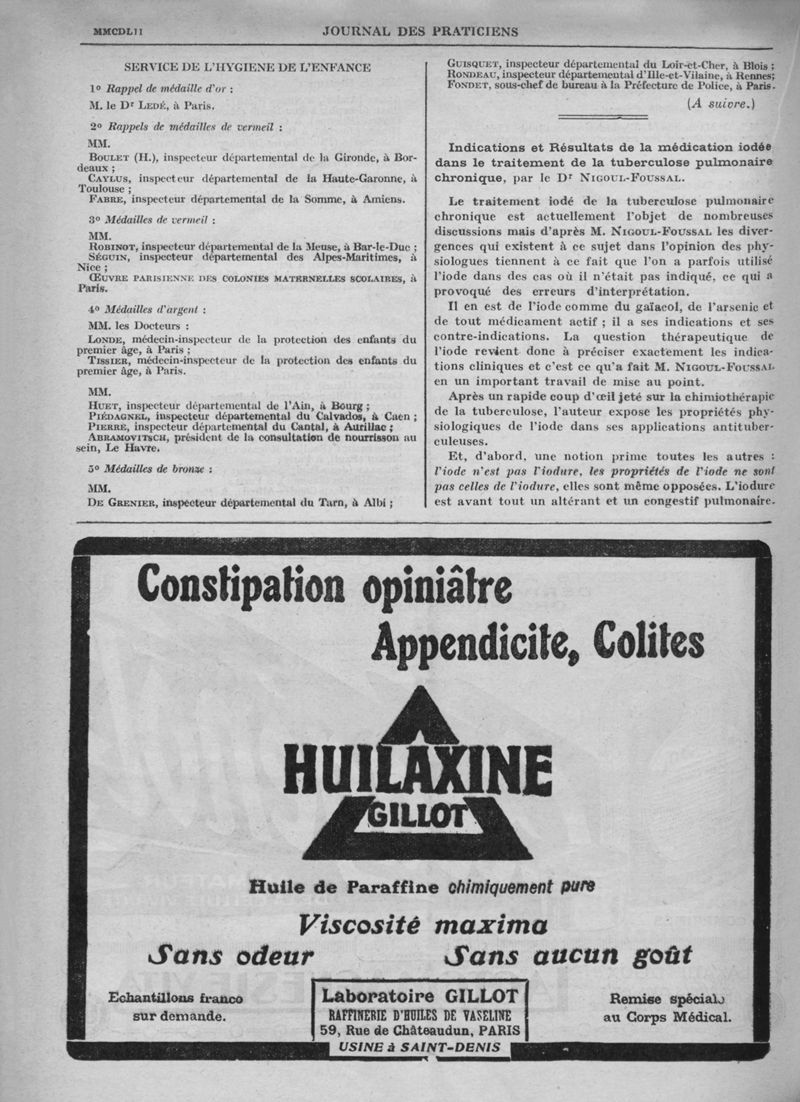 MMCDLII
JOURNAL DES PRATICIENS
SERVICE DE L'HYGIENE DE L'ENFANCE
1º Rappel de médaille d'or :
M. le Dr LEDÉ, à Paris.
2º Rappels de médailles de vermeil :
MM.
BOULET (H.), inspecteur départemental de la Gironde, à Bor-
deaux ;
CAYLUS, inspecteur départemental de la Haute-Garonne, à
Toulouse ;
FABRE, inspecteur départemental de la Somme, à Amiens.
3º Médailles de vermeil :
MM.
ROBINOT, inspecteur départemental de la Meuse, à Bar-le-Duc ;
SÉGUIN, inspecteur départemental des Alpes-Maritimes, à
Nice ;
ŒUVRE PARISIENNE DES COLONIES MATERNELLES SCOLAIRES, à
Paris.
4º Médailles d'argent :
MM. les Docteurs :
LONDE, médecin-inspecteur de la protection des enfants du
premier âge, à Paris ;
TISSIER, médecin-inspecteur de la protection des enfants du
premier âge, à Paris.
MM.
HUET, inspecteur départemental de l'Ain, à Bourg ;
PIÉDAGNEL, inspecteur départemental du Calvados, à Caen ;
PIERRE, inspecteur départemental du Cantal, à Aurillac ;
ABRAMOVITSCH, président de la consultation de nourrisson au
sein, Le Havre.
5º Médailles de bronze :
MM.
DE GRENIER, inspecteur départemental du Tarn, à Albi ;
GUISQUET, inspecteur départemental du Loir-et-Cher, à Blois ;
RONDEAU, inspecteur départemental d'Ille-et-Vilaine, à Rennes;
FONDET, sous-chef de bureau à la Préfecture de Police, à Paris.
(A suivre.)
Indications et Résultats de la médication iodée
dans le traitement de la tuberculose pulmonaire
chronique, par le Dr NIGOUL-FOUSSAL.
Le traitement iodé de la tuberculose pulmonaire
chronique est actuellement l'objet de nombreuses
discussions mais d'après M. NIGOUL-FOUSSAL les diver-
gences qui existent à ce sujet dans l'opinion des phy-
siologues tiennent à ce fait que l'on a parfois utilisé
l'iode dans des cas où il n'était pas indiqué, ce qui a
provoqué des erreurs d'interprétation.
Il en est de l'iode comme du gaïacol, de l'arsenic et
de tout médicament actif ; il a ses indications et ses
contre-indications. La question thérapeutique de
l'iode revient donc à préciser exactement les indica-
tions cliniques et c'est ce qu'a fait M. NIGOUL-FOUSSAL
en un important travail de mise au point.
Après un rapide coup d'œil jeté sur la chimiothérapie
de la tuberculose, l'auteur expose les propriétés phy-
siologiques de l'iode dans ses applications antituber-
culeuses.
Et, d'abord, une notion prime toutes les autres :
l'iode n'est pas l'iodure, les propriétés de l'iode ne sont
pas celles de l'iodure, elles sont même opposées. L'iodure
est avant tout un altérant et un congestif pulmonaire.
Constipation opiniâtre
Appendicite, Colites
HUILAXINE
GILLOT
Huile de Paraffine chimiquement pure
Viscosité maxima
Sans odeur Sans aucun goût
Echantillons franco
sur demande.
Laboratoire GILLOT
RAFFINERIE D'HUILES DE VASELINE
59, Rue de Châteaudun, PARIS
USINE à SAINT-DENIS
Remise spéciale
au Corps Médical.